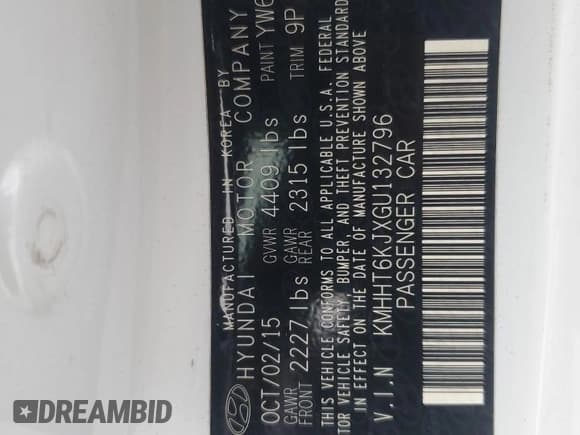 MANUFACTURED IN KOREA BY
HYUNDAI MOTOR COMPANY
OCT/02/15 GVWR 4409 lbs PAINT YW6
GAWR FRONT 2227 lbs GAWR REAR 2315 lbs TRIM 9P
THIS VEHICLE CONFORMS TO ALL APPLICABLE U.S.A. FEDERAL
TOR VEHICLE SAFETY, BUMPER, AND THEFT PREVENTION STANDARD
IN EFFECT ON THE DATE OF MANUFACTURE SHOWN ABOVE
V.I.N KMHHT6KJXGU132796
PASSENGER CAR
DREAMBID